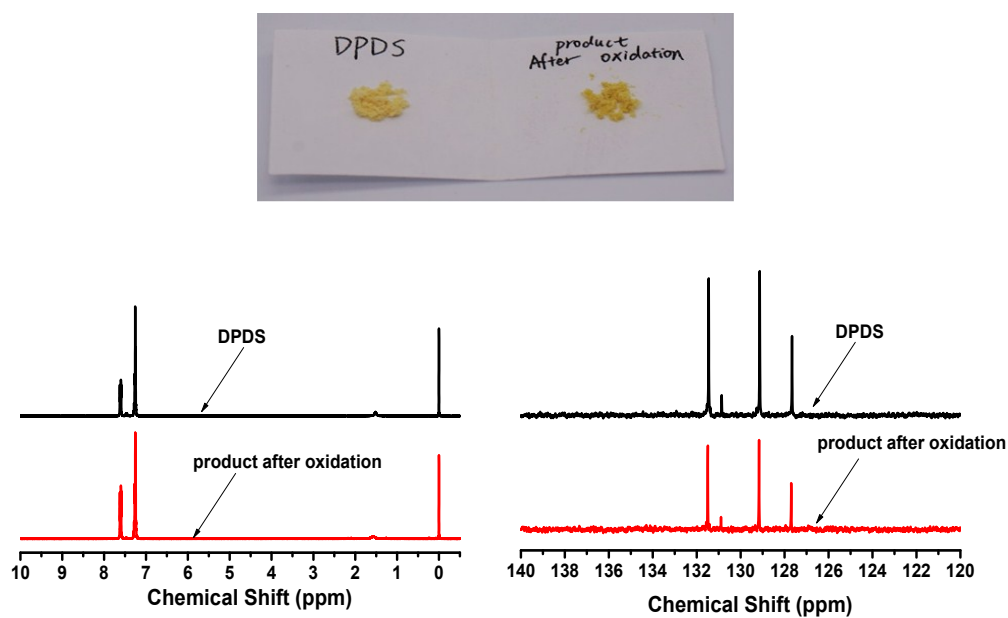 DPDS
product
After oxidation
DPDS
product after oxidation
10 9 8 7 6 5 4 3 2 1 0
Chemical Shift (ppm)
DPDS
product after oxidation
140 138 136 134 132 130 128 126 124 122 120
Chemical Shift (ppm)